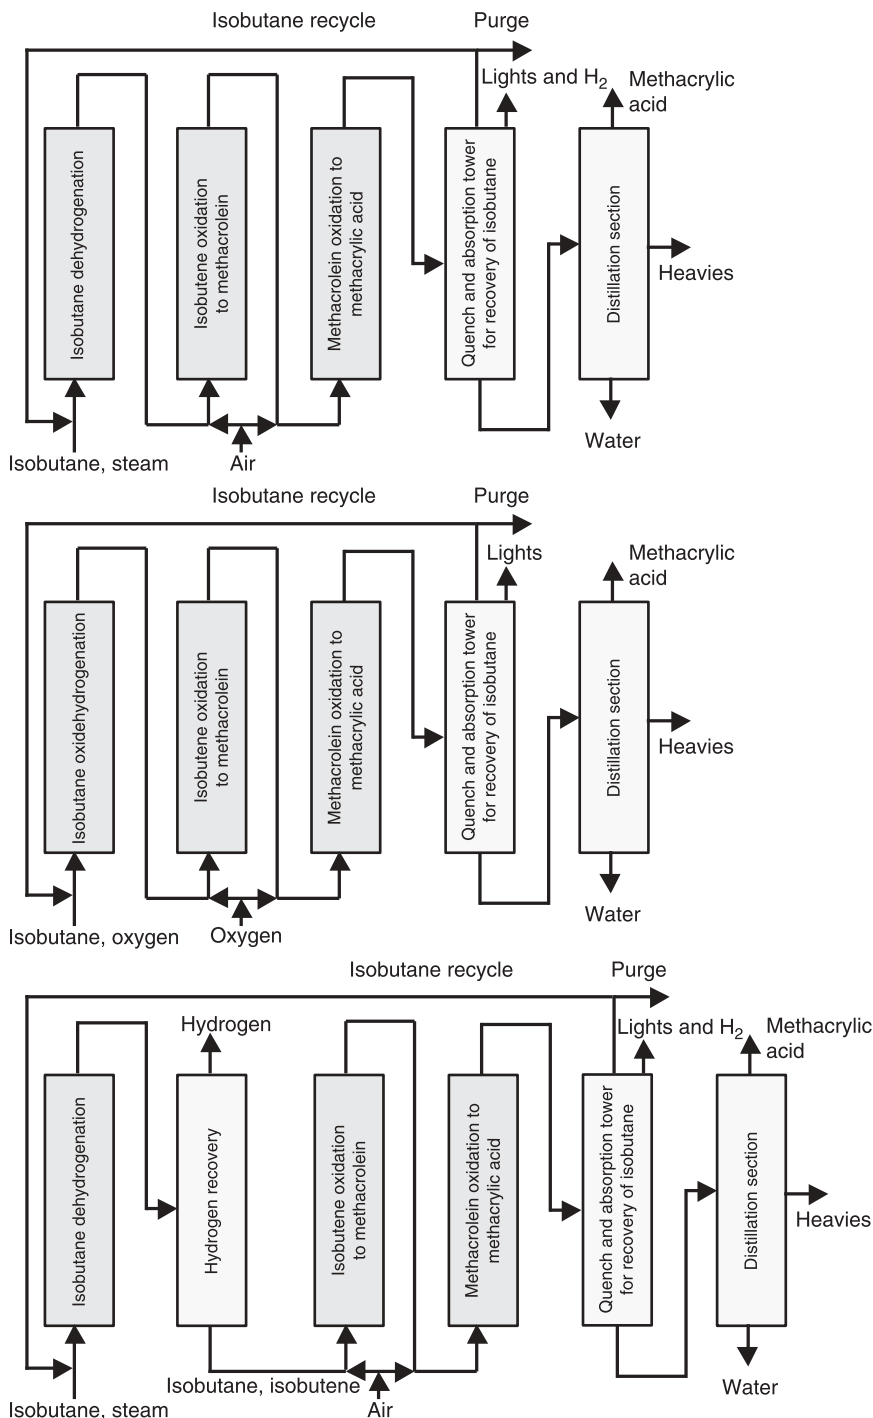 Isobutane recycle
Purge
Lights and H2
Methacrylic
acid
Isobutane dehydrogenation
Isobutene oxidation
to methacrolein
Methacrolein oxidation to
methacrylic acid
Quench and absorption tower
for recovery of isobutane
Distillation section
Heavies
Water
Isobutane, steam
Air
Isobutane recycle
Purge
Lights
Methacrylic
acid
Isobutane oxidehydrogenation
Isobutene oxidation
to methacrolein
Methacrolein oxidation to
methacrylic acid
Quench and absorption tower
for recovery of isobutane
Distillation section
Heavies
Water
Isobutane, oxygen
Oxygen
Isobutane recycle
Purge
Hydrogen
Lights and H2
Methacrylic
acid
Isobutane dehydrogenation
Hydrogen recovery
Isobutene oxidation
to methacrolein
Methacrolein oxidation to
methacrylic acid
Quench and absorption tower
for recovery of isobutane
Distillation section
Heavies
Water
Isobutane, isobutene
Isobutane, steam
Air